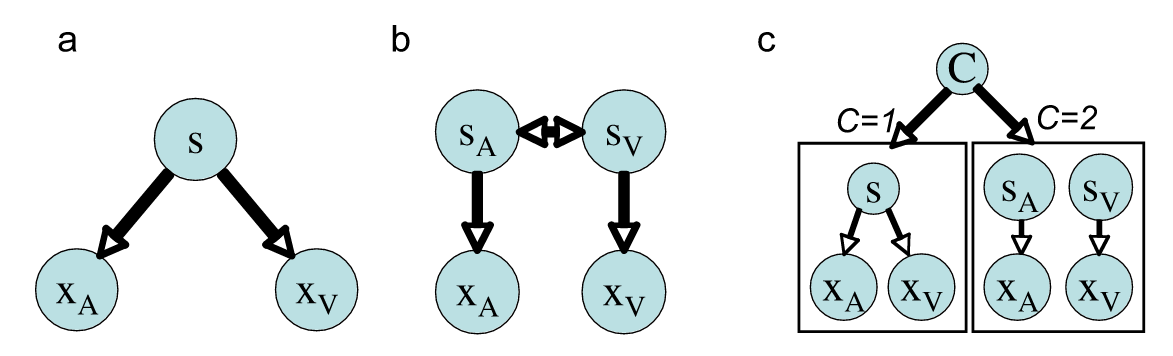 a
s
x_A x_V
b
s_A s_V
x_A x_V
c
C
C=1 C=2
s
x_A x_V
s_A s_V
x_A x_V